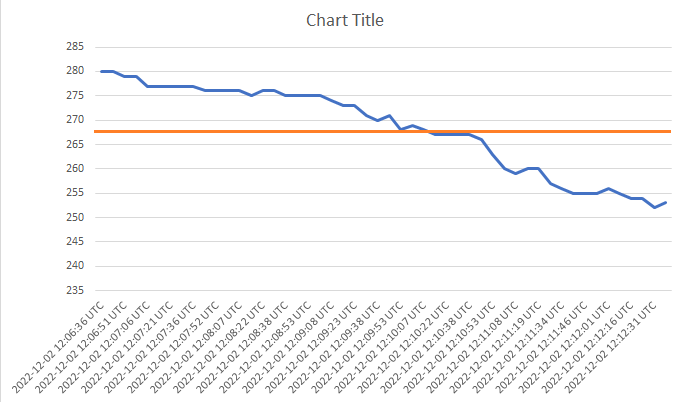 Chart Title
285
280
275
270
265
260
255
250
245
240
235
2022-12-02 12:06:36 UTC
2022-12-02 12:06:51 UTC
2022-12-02 12:07:06 UTC
2022-12-02 12:07:21 UTC
2022-12-02 12:07:36 UTC
2022-12-02 12:07:52 UTC
2022-12-02 12:08:07 UTC
2022-12-02 12:08:22 UTC
2022-12-02 12:08:38 UTC
2022-12-02 12:08:53 UTC
2022-12-02 12:09:08 UTC
2022-12-02 12:09:23 UTC
2022-12-02 12:09:38 UTC
2022-12-02 12:09:53 UTC
2022-12-02 12:10:07 UTC
2022-12-02 12:10:22 UTC
2022-12-02 12:10:38 UTC
2022-12-02 12:10:53 UTC
2022-12-02 12:11:08 UTC
2022-12-02 12:11:19 UTC
2022-12-02 12:11:34 UTC
2022-12-02 12:11:46 UTC
2022-12-02 12:12:01 UTC
2022-12-02 12:12:16 UTC
2022-12-02 12:12:31 UTC